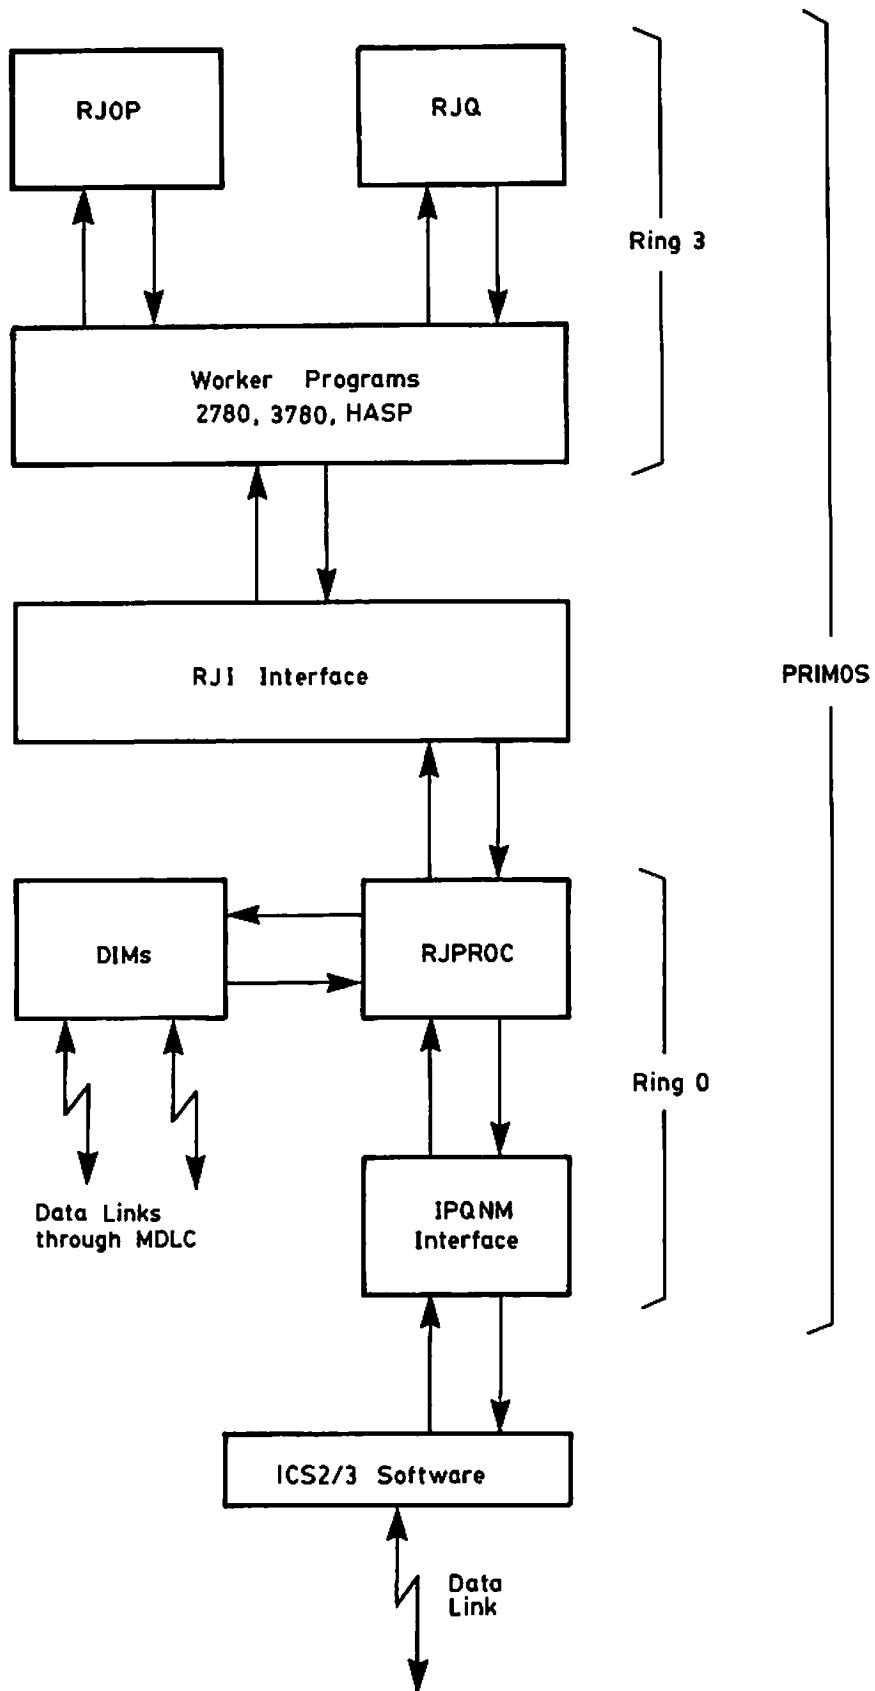 RJOP
RJQ
Ring 3
Worker Programs
2780, 3780, HASP
RJI Interface
PRIMOS
DIMs
RJPROC
Ring 0
Data Links
through MDLC
IPQNM
Interface
ICS2/3 Software
Data
Link